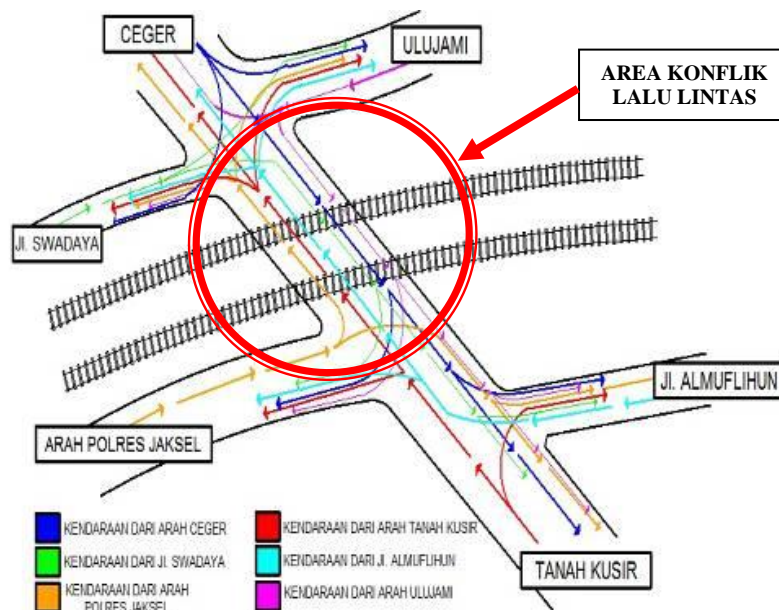 CEGER
ULUJAMI
AREA KONFLIK
LALU LINTAS
Jl. SWADAYA
JL. ALMUFLIHUN
ARAH POLRES JAKSEL
TANAH KUSIR
KENDARAAN DARI ARAH CEGER
KENDARAAN DARI Jl. SWADAYA
KENDARAAN DARI ARAH
POLRES JAKSEL
KENDARAAN DARI ARAH TANAH KUSIR
KENDARAAN DARI JL. ALMUFLIHUN
KENDARAAN DARI ARAH ULUJAMI